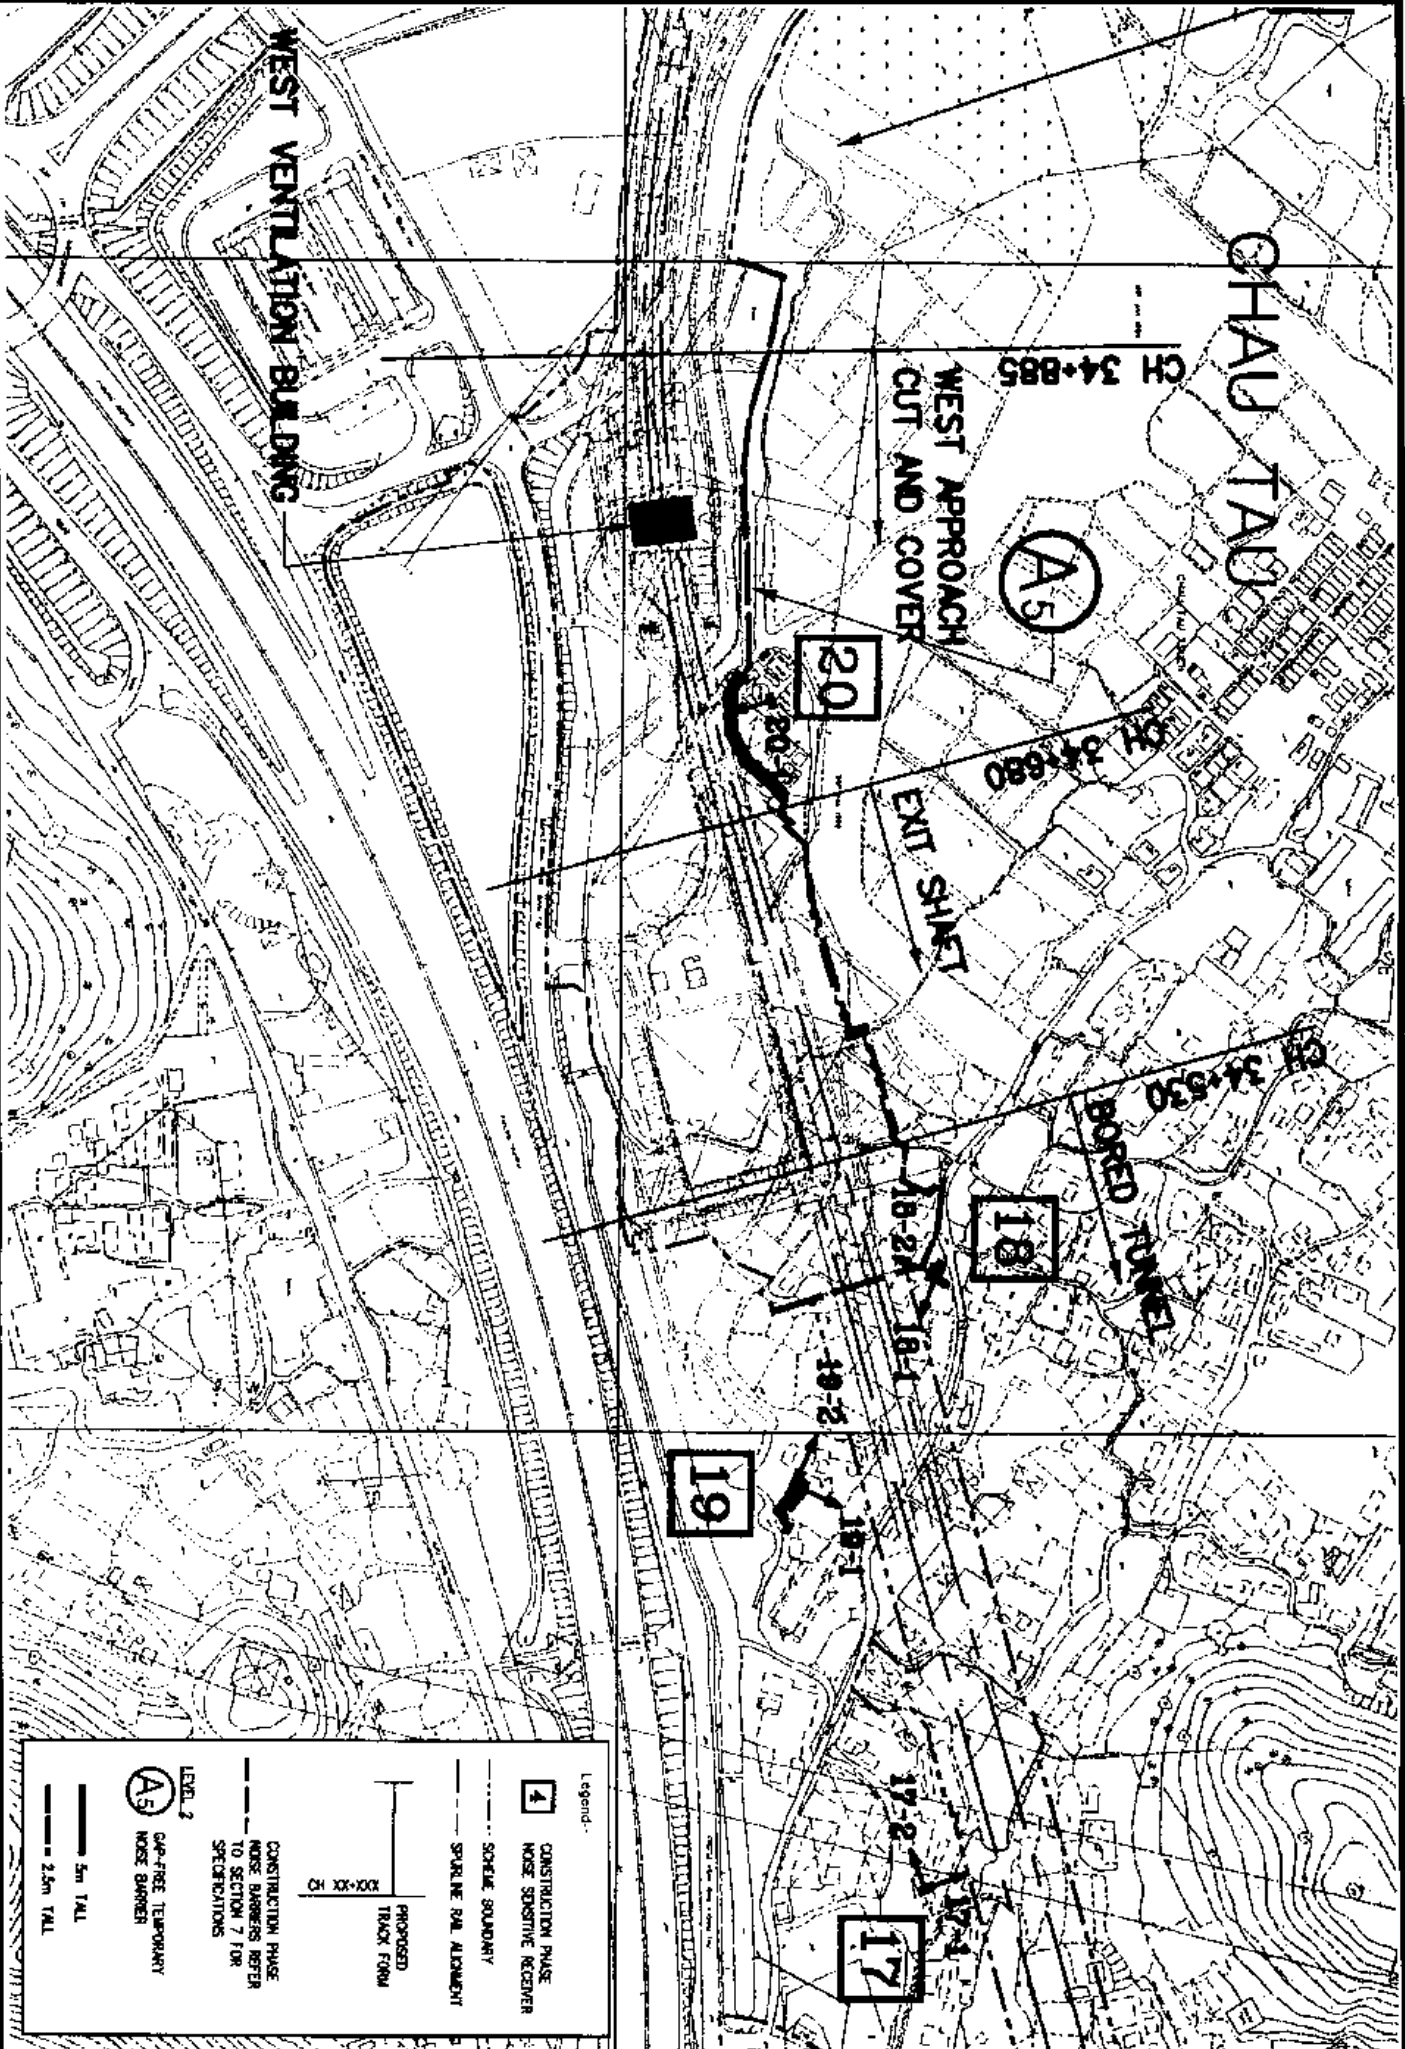 CHAU TAU
CH 34+885
WEST APPROACH
CUT AND COVER
A5
20
CH 34+680
EXIT SHAFT
CH 34+530
BORED TUNNEL
18
18-2A
18-1
19-2
19
19-1
17-2
17-1
17
WEST VENTILATION BUILDING
Legend:-
4
CONSTRUCTION PHASE
NOISE SENSITIVE RECEIVER
SCHEME BOUNDARY
SPURLINE RAIL ALIGNMENT
CH XX+XXX
PROPOSED
TRACK FORM
CONSTRUCTION PHASE
NOISE BARRIERS REFER
TO SECTION 7 FOR
SPECIFICATIONS
LEVEL 2
A5
GAP-FREE TEMPORARY
NOISE BARRIER
5m TALL
2.5m TALL